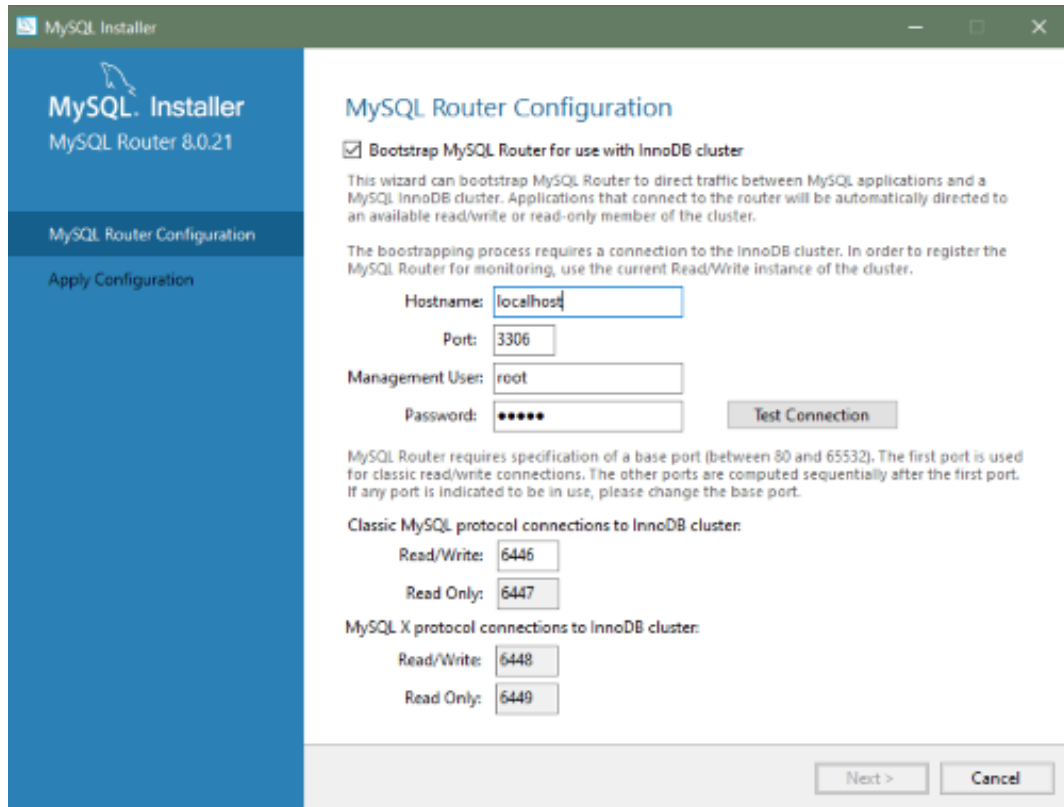 MySQL Installer
MySQL. Installer
MySQL Router 8.0.21
MySQL Router Configuration
Apply Configuration
MySQL Router Configuration
Bootstrap MySQL Router for use with InnoDB cluster
This wizard can bootstrap MySQL Router to direct traffic between MySQL applications and a
MySQL InnoDB cluster. Applications that connect to the router will be automatically directed to
an available read/write or read-only member of the cluster.
The boostrapping process requires a connection to the InnoDB cluster. In order to register the
MySQL Router for monitoring, use the current Read/Write instance of the cluster.
Hostname: localhost
Port: 3306
Management User: root
Password: •••••
Test Connection
MySQL Router requires specification of a base port (between 80 and 65532). The first port is used
for classic read/write connections. The other ports are computed sequentially after the first port.
If any port is indicated to be in use, please change the base port.
Classic MySQL protocol connections to InnoDB cluster:
Read/Write: 6446
Read Only: 6447
MySQL X protocol connections to InnoDB cluster:
Read/Write: 6448
Read Only: 6449
Next >
Cancel